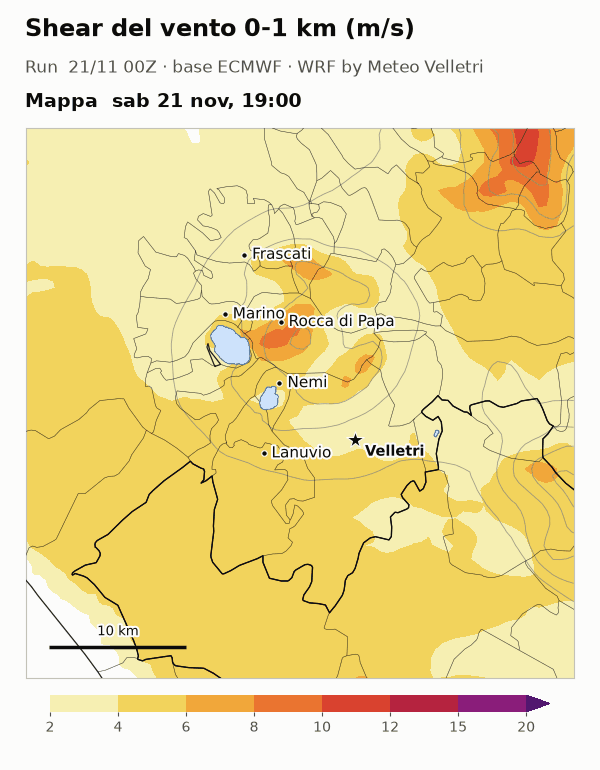 Shear del vento 0-1 km (m/s)
Run  21/11 00Z · base ECMWF · WRF by Meteo Velletri
Mappa  sab 21 nov, 19:00
Frascati
Marino
Rocca di Papa
Nemi
Velletri
Lanuvio
10 km
2 4 6 8 10 12 15 20